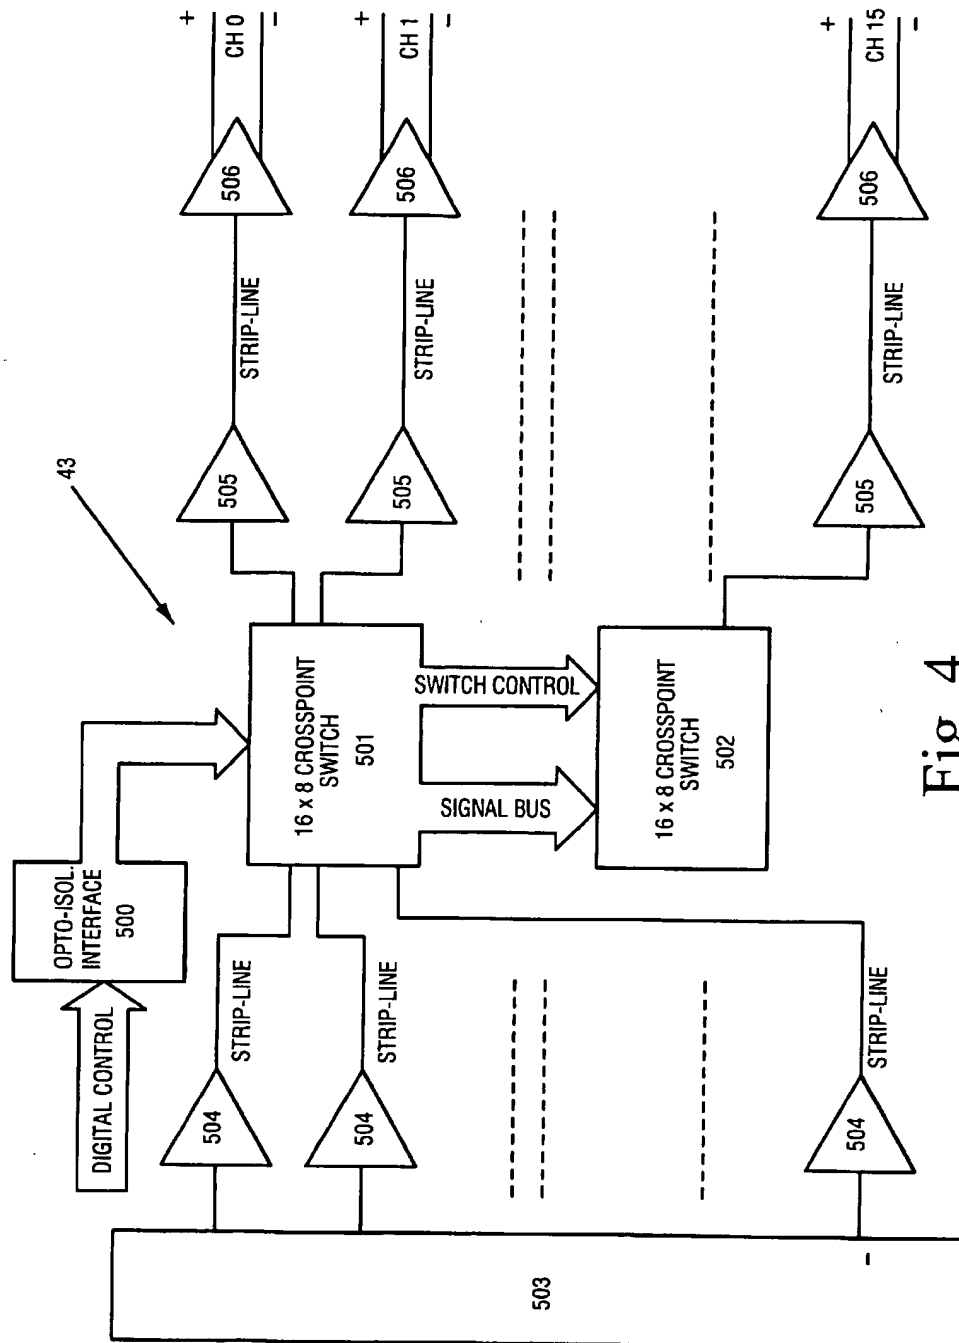 43
DIGITAL CONTROL
OPTO-ISOL.
INTERFACE
500
503
504
STRIP-LINE
504
STRIP-LINE
504
STRIP-LINE
-
16 x 8 CROSSPOINT
SWITCH
501
SIGNAL BUS
SWITCH CONTROL
16 x 8 CROSSPOINT
SWITCH
502
505
STRIP-LINE
506
+
CH 0
-
505
STRIP-LINE
506
+
CH 1
-
505
STRIP-LINE
506
+
CH 15
-
Fig. 4